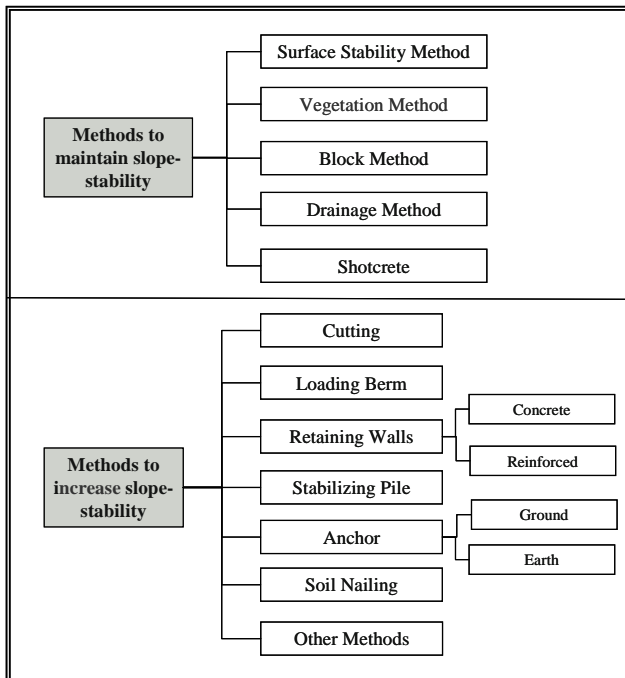 Surface Stability Method
Vegetation Method
Methods to
maintain slope-
stability
Block Method
Drainage Method
Shotcrete
Cutting
Loading Berm
Retaining Walls
Concrete
Reinforced
Methods to
increase slope-
stability
Stabilizing Pile
Anchor
Ground
Earth
Soil Nailing
Other Methods